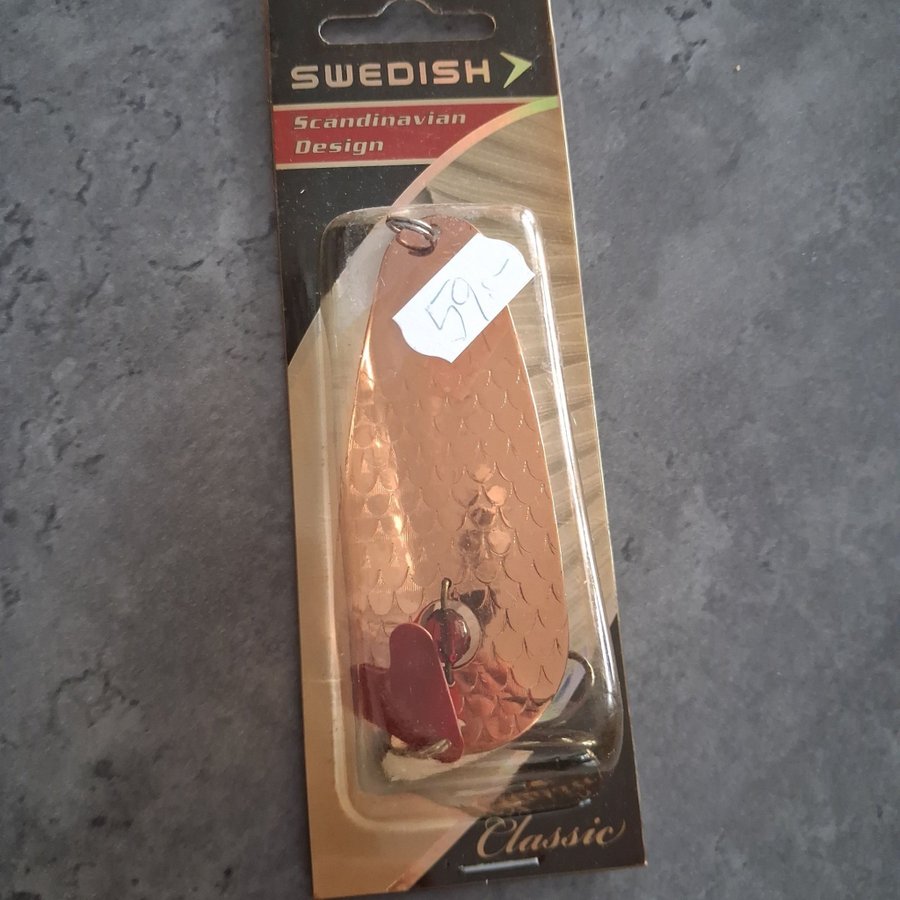 SWEDISH
Scandinavian
Design
59:-
Classic